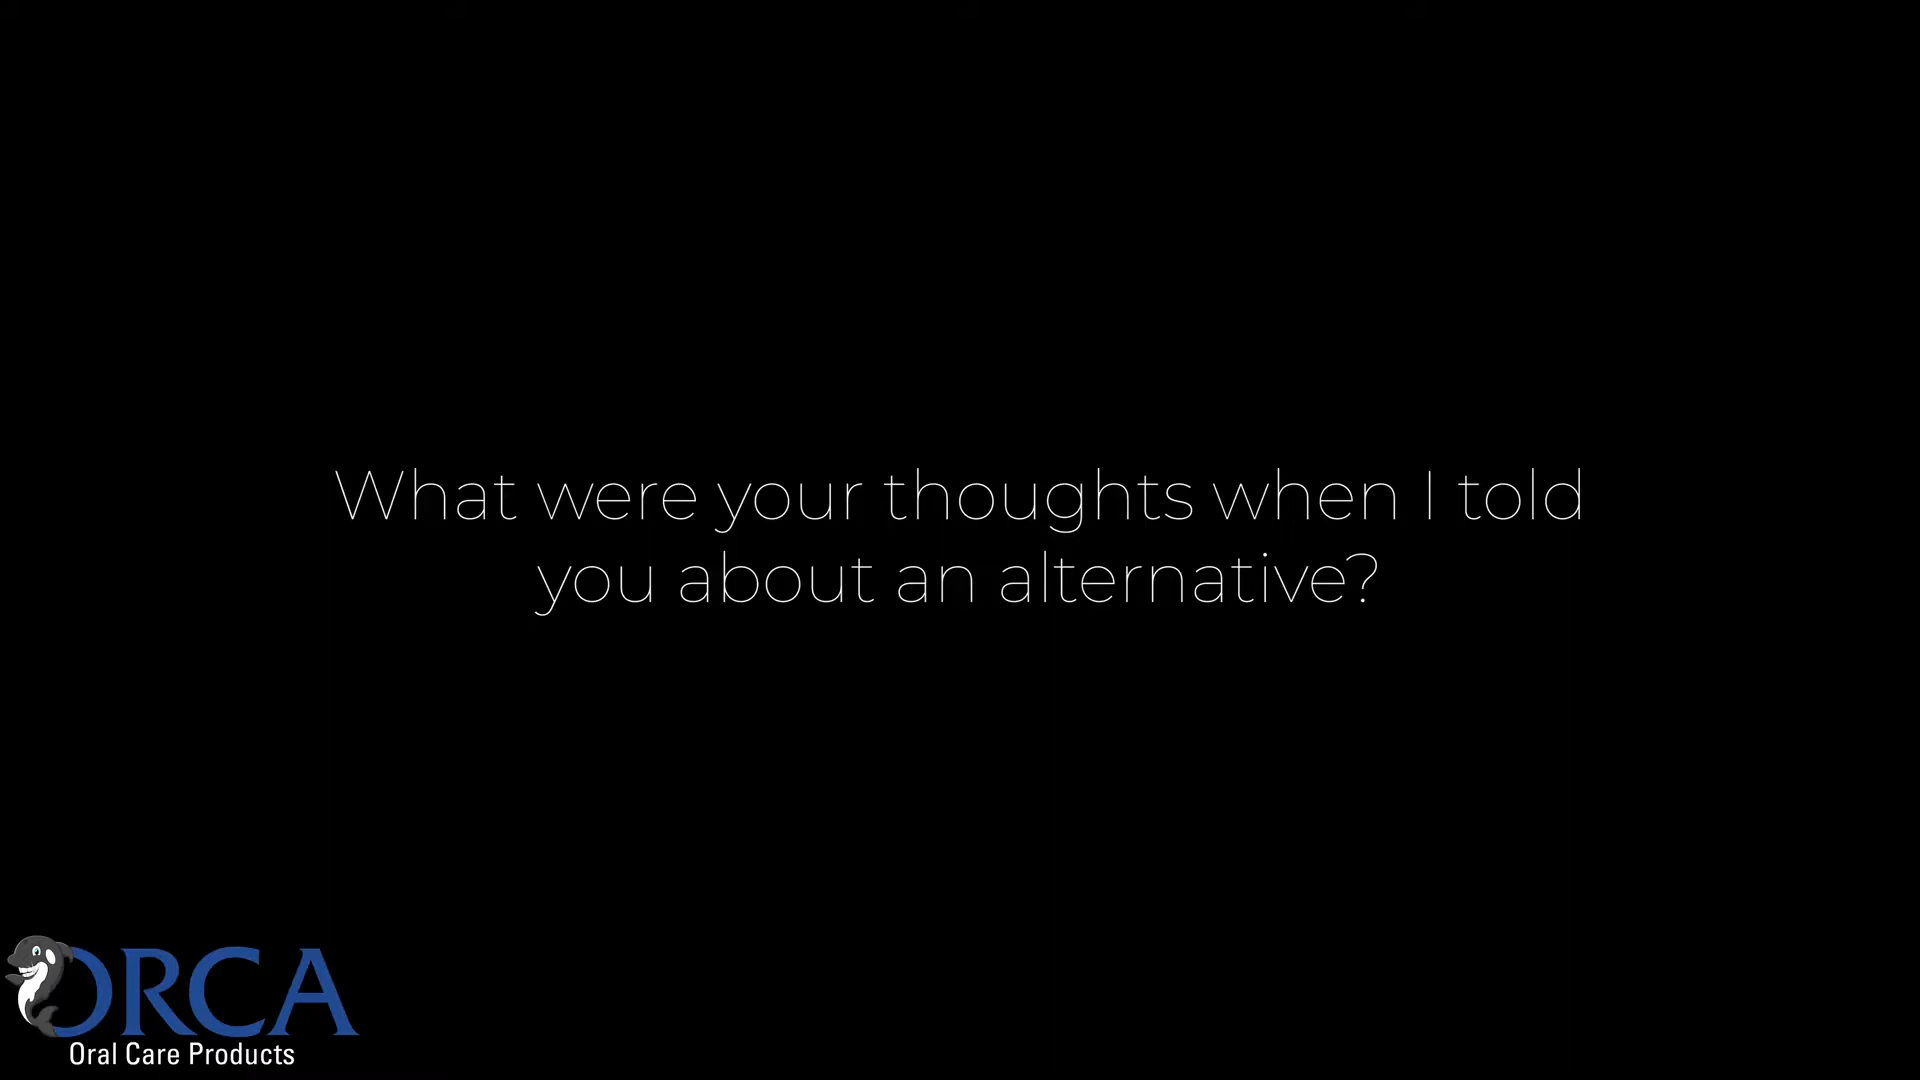 What were your thoughts when I told
you about an alternative?
ORCA
Oral Care Products